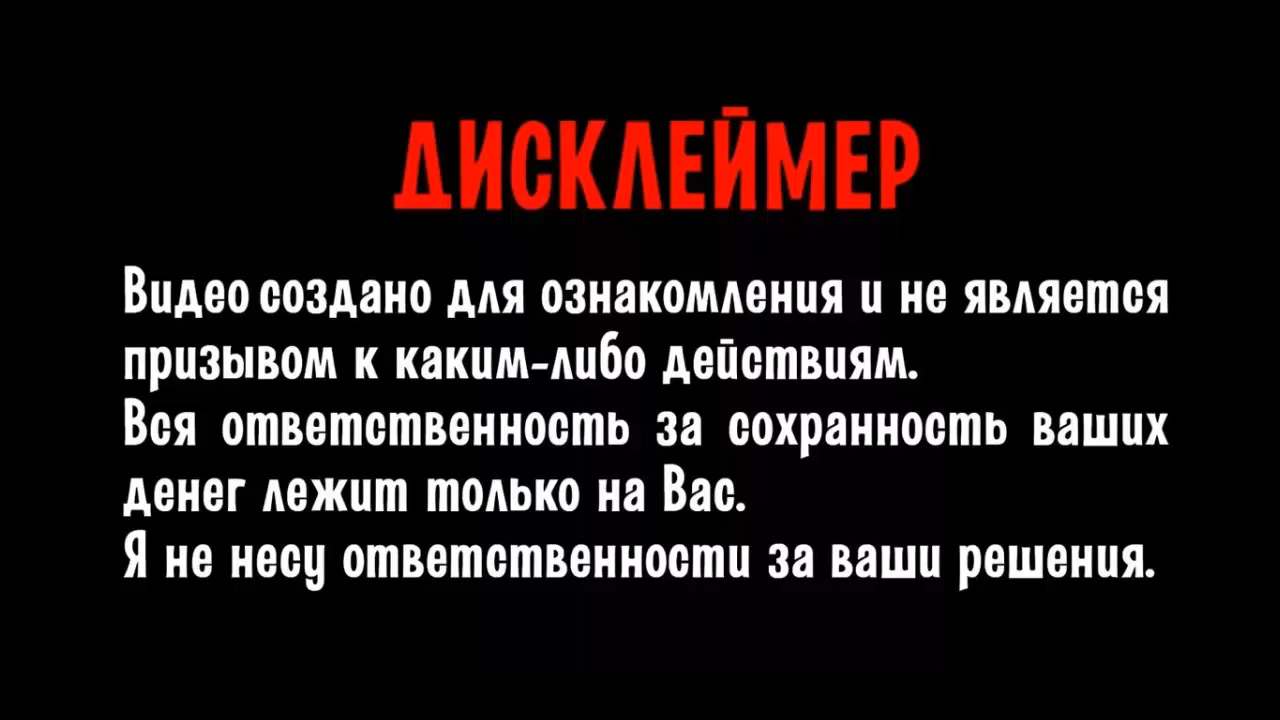 ДИСКЛЕЙМЕР
Видео создано для ознакомления и не является
призывом к каким-либо действиям.
Вся ответственность за сохранность ваших
денег лежит только на Вас.
Я не несу ответственности за ваши решения.